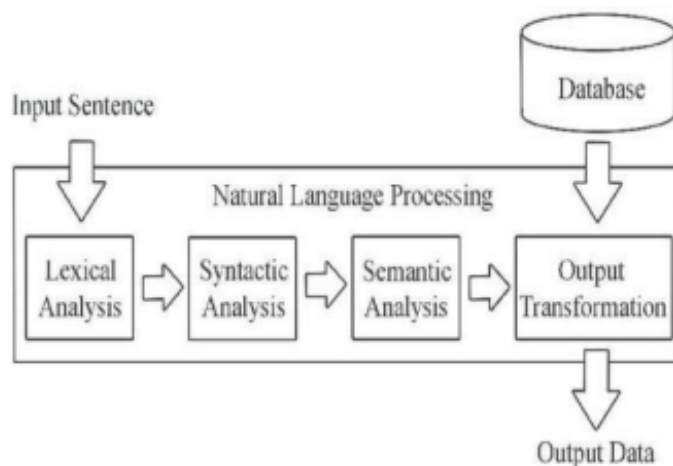 Input Sentence
Database
Natural Language Processing
Lexical
Analysis
Syntactic
Analysis
Semantic
Analysis
Output
Transformation
Output Data